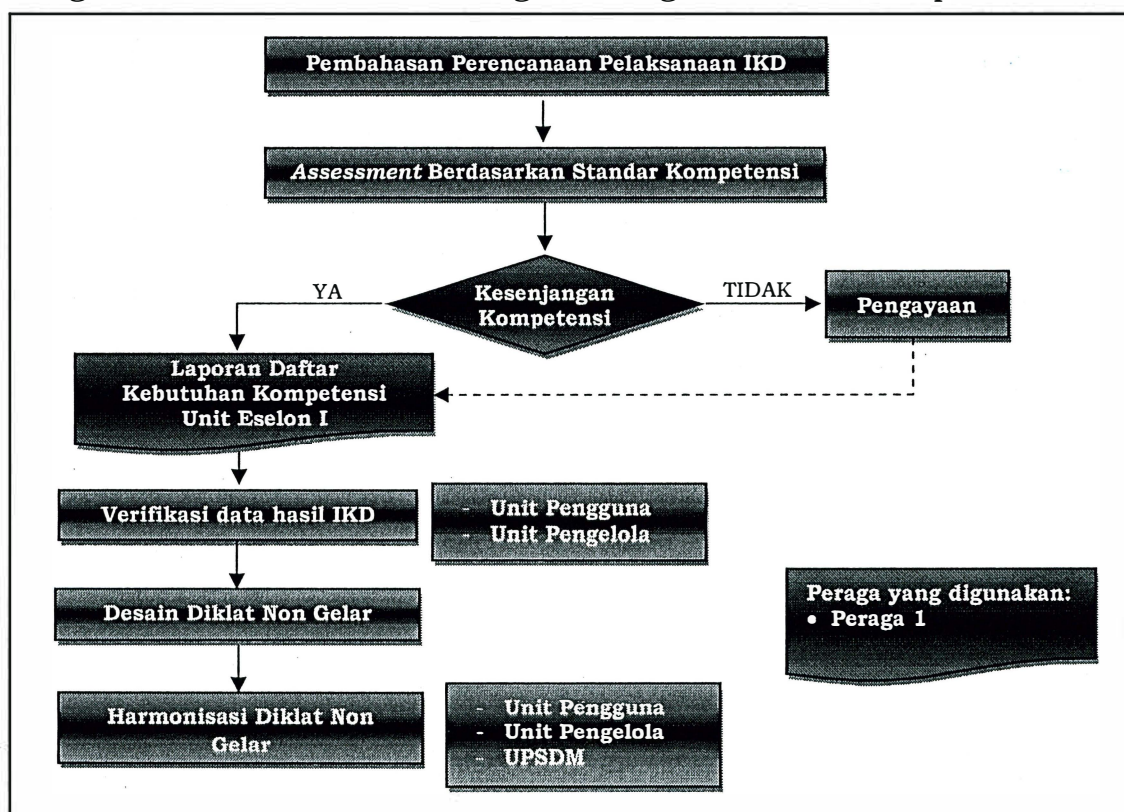 Pembahasan Perencanaan Pelaksanaan IKD
Assessment Berdasarkan Standar Kompetensi
YA
Kesenjangan
Kompetensi
TIDAK
Pengayaan
Laporan Daftar
Kebutuhan Kompetensi
Unit Eselon I
Verifikasi data hasil IKD
- Unit Pengguna
- Unit Pengelola
Desain Diklat Non Gelar
Peraga yang digunakan:
• Peraga 1
Harmonisasi Diklat Non
Gelar
- Unit Pengguna
- Unit Pengelola
- UPSDM